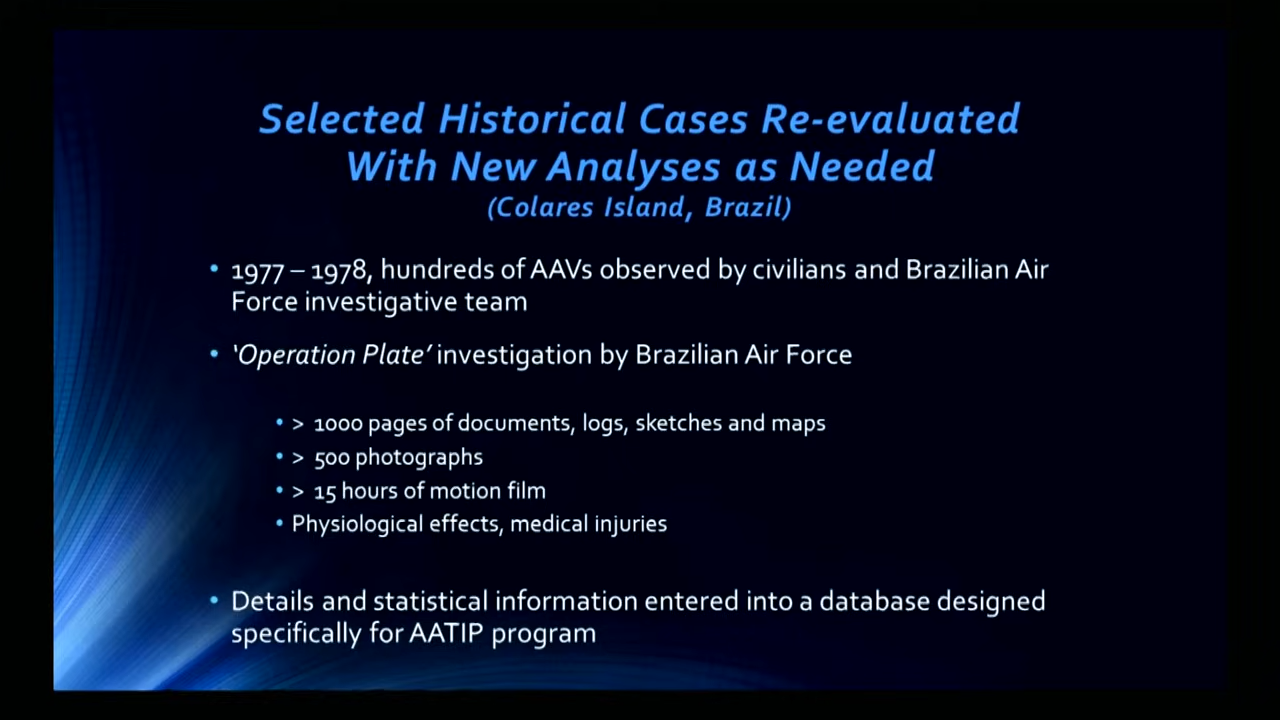 Selected Historical Cases Re-evaluated
With New Analyses as Needed
(Colares Island, Brazil)
• 1977 – 1978, hundreds of AAVs observed by civilians and Brazilian Air
Force investigative team
• ‘Operation Plate’ investigation by Brazilian Air Force
• > 1000 pages of documents, logs, sketches and maps
• > 500 photographs
• > 15 hours of motion film
• Physiological effects, medical injuries
• Details and statistical information entered into a database designed
specifically for AATIP program